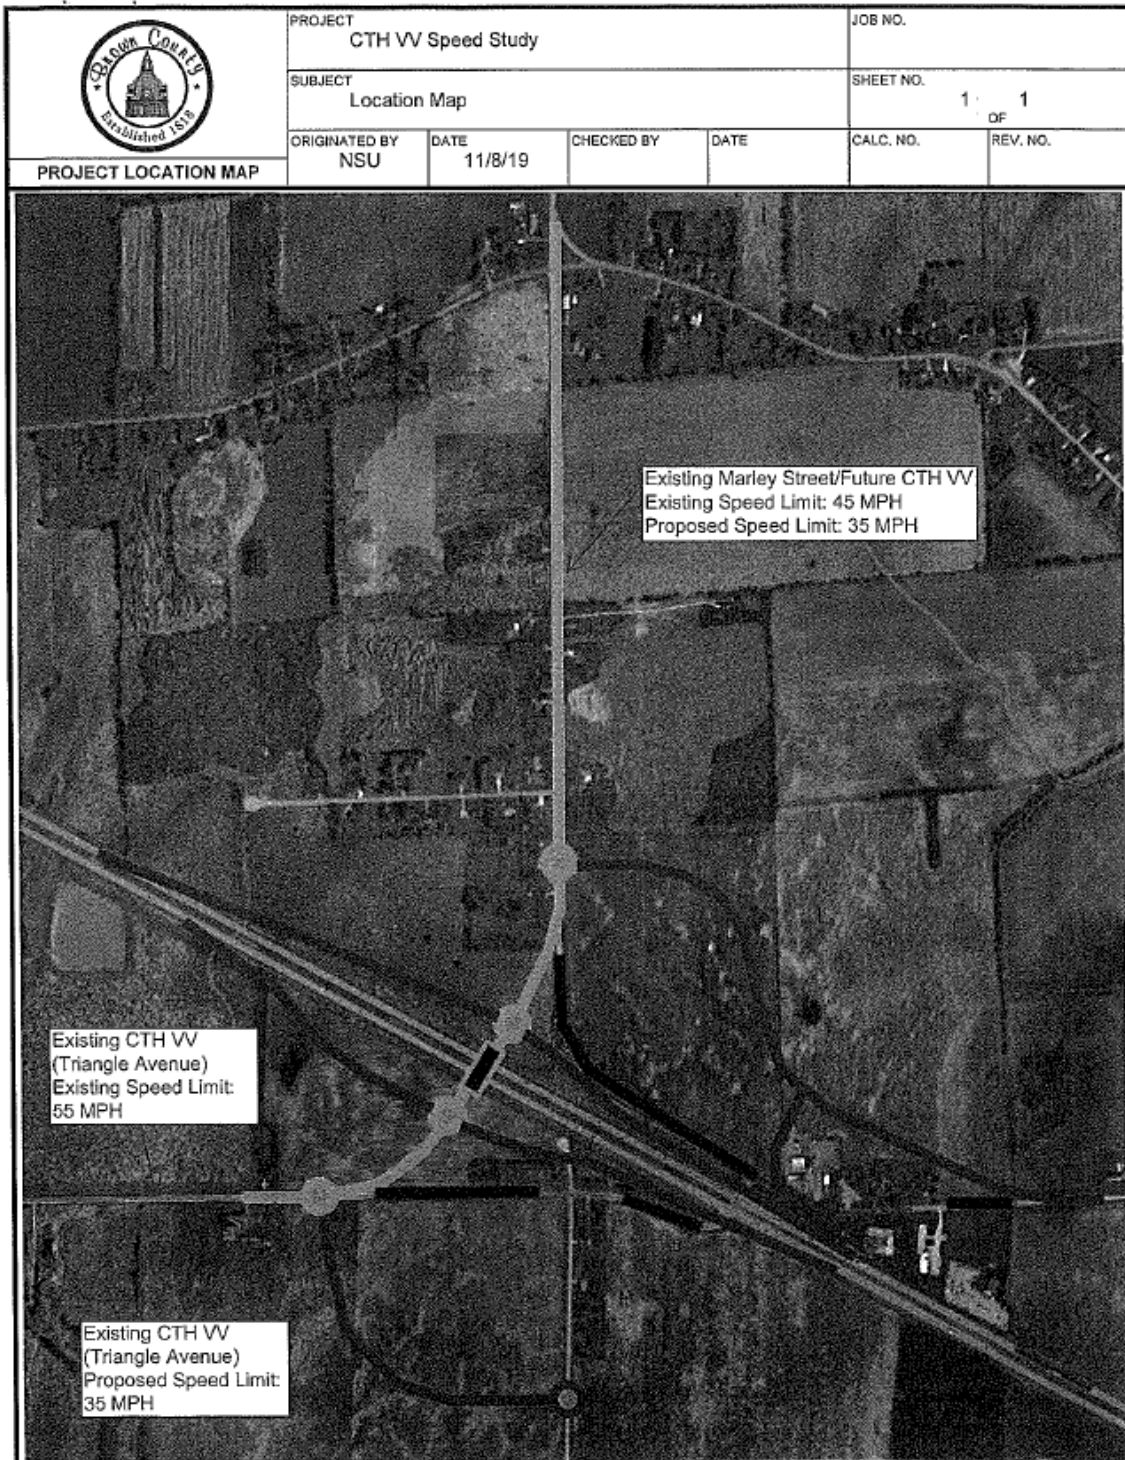 Brown County
Established 1818
PROJECT LOCATION MAP
PROJECT
CTH VV Speed Study
JOB NO.
SUBJECT
Location Map
SHEET NO.
1 OF 1
ORIGINATED BY
NSU
DATE
11/8/19
CHECKED BY
DATE
CALC. NO.
REV. NO.
Existing Marley Street/Future CTH VV
Existing Speed Limit: 45 MPH
Proposed Speed Limit: 35 MPH
Existing CTH VV
(Triangle Avenue)
Existing Speed Limit:
55 MPH
Existing CTH VV
(Triangle Avenue)
Proposed Speed Limit:
35 MPH